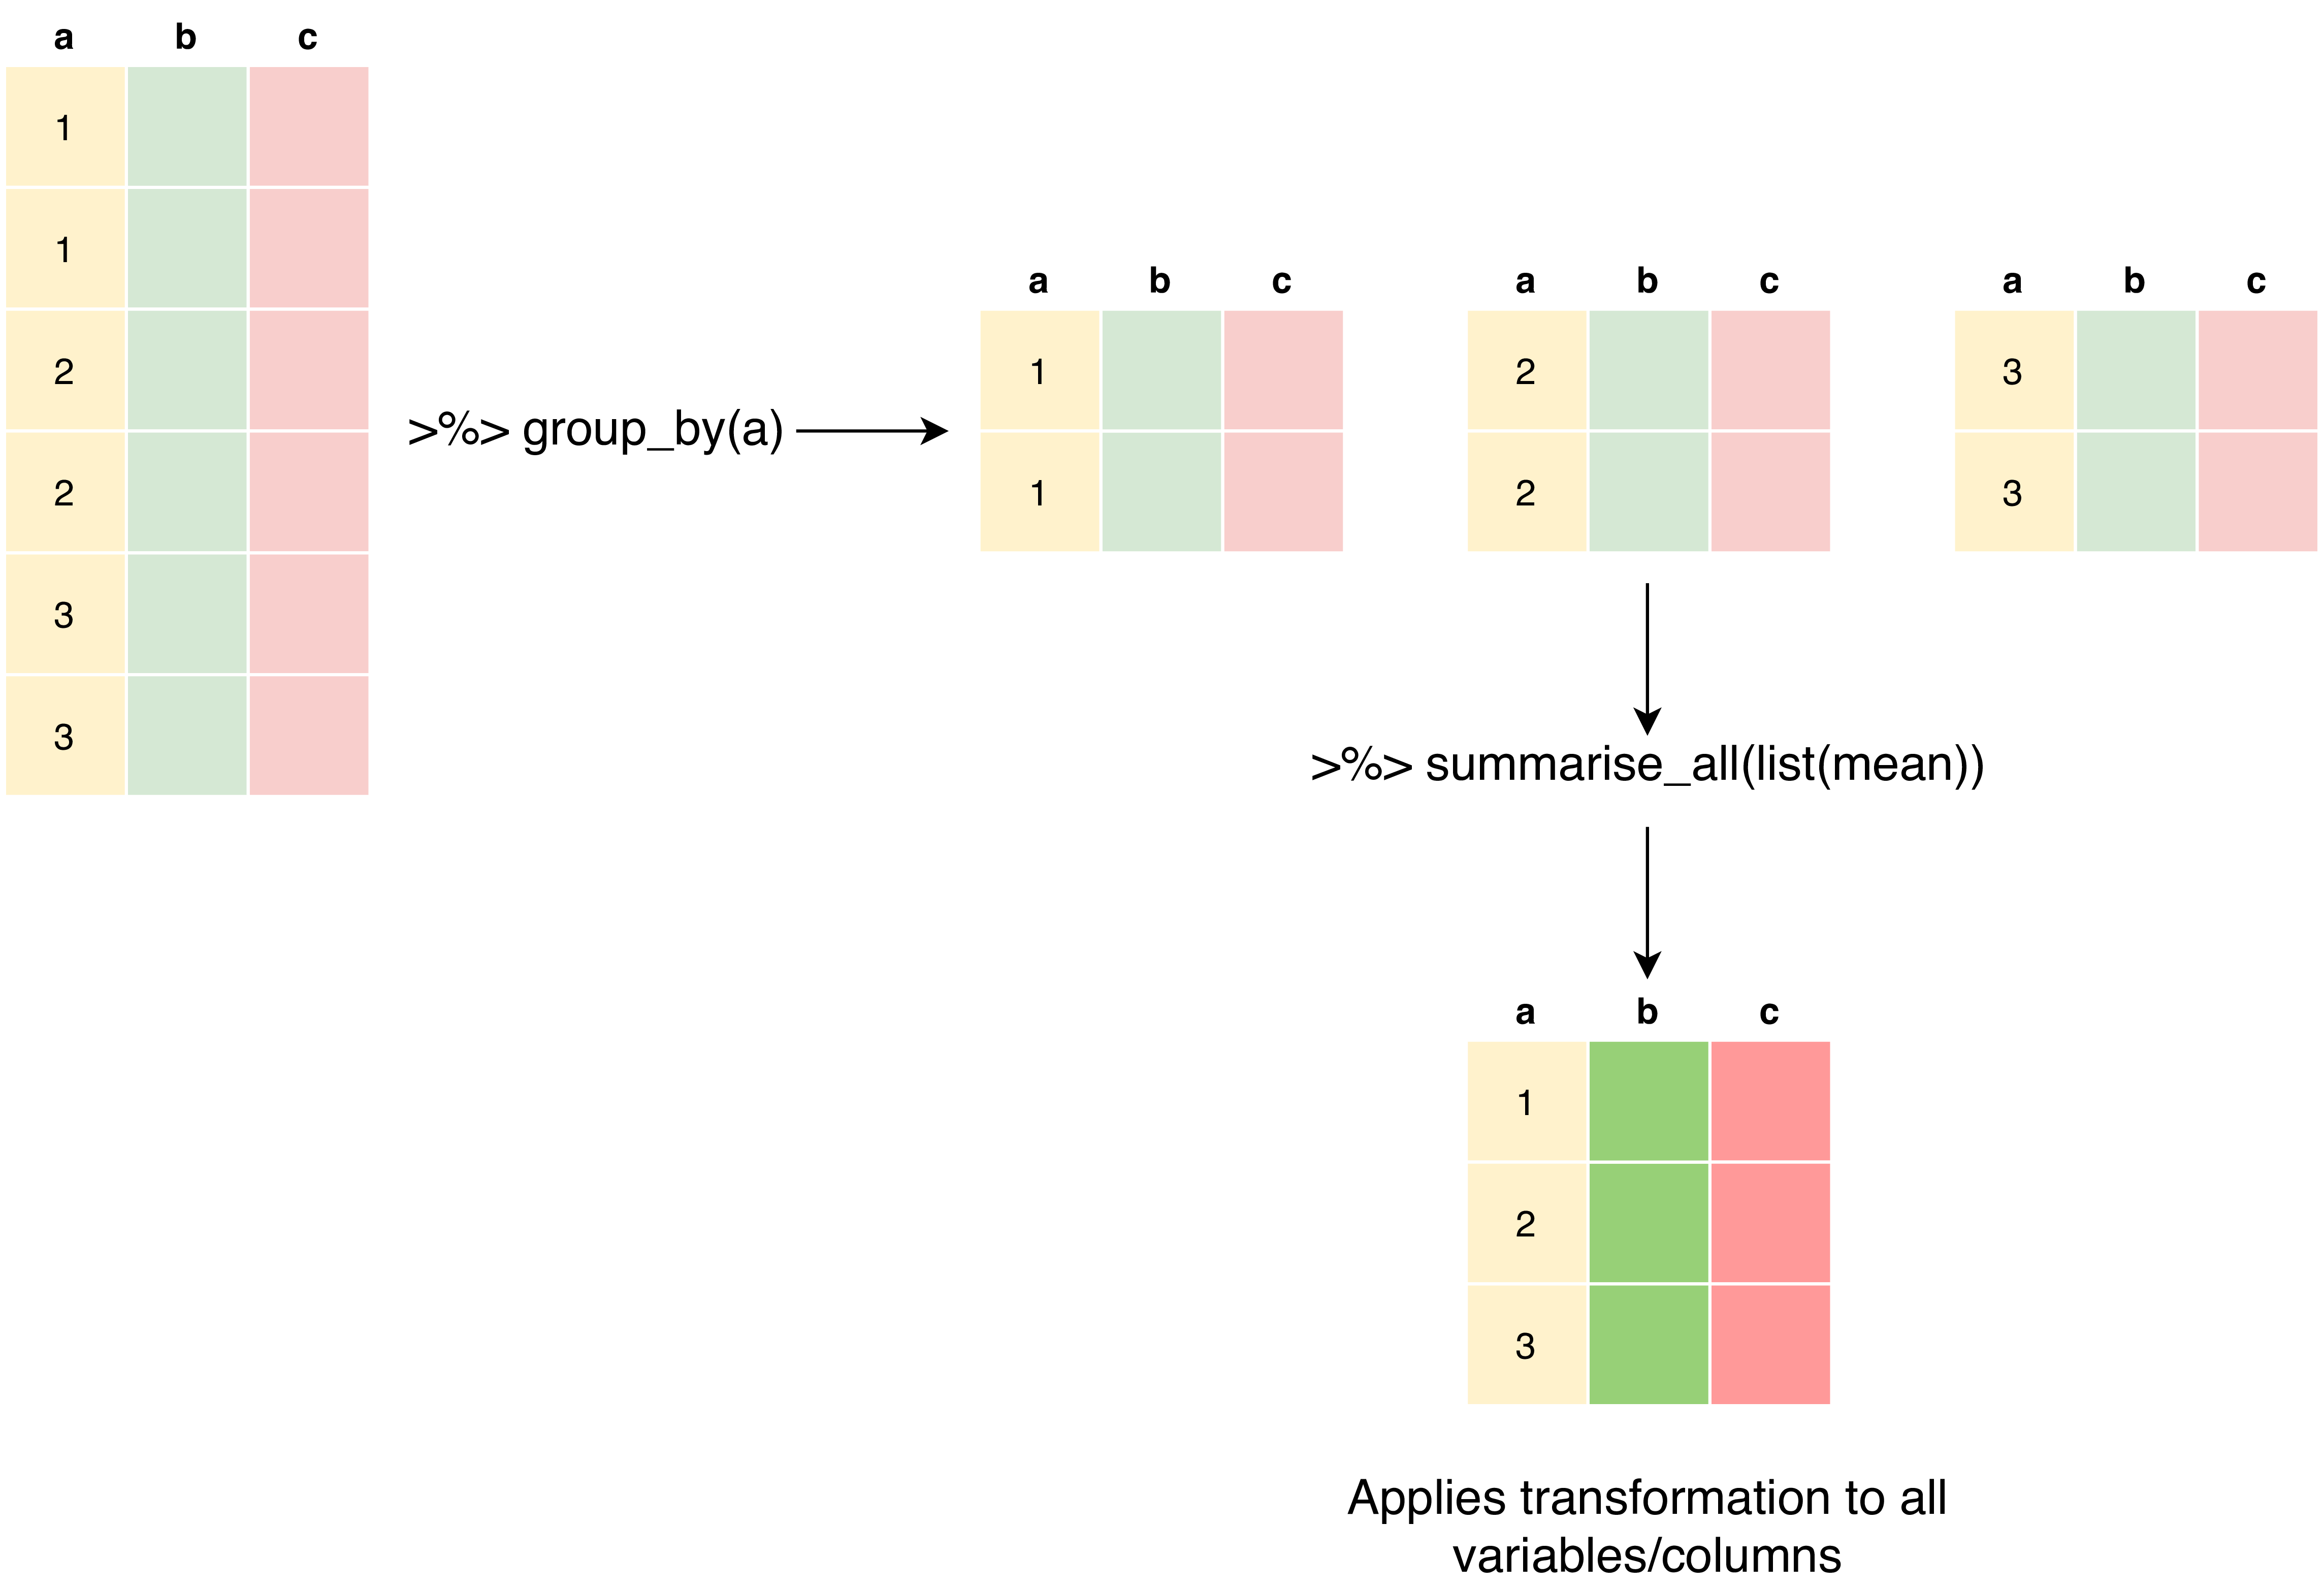 a b c
1
1
2
2
3
3
>%> group_by(a)
a b c
1
1
a b c
2
2
a b c
3
3
>%> summarise_all(list(mean))
a b c
1
2
3
Applies transformation to all
variables/columns